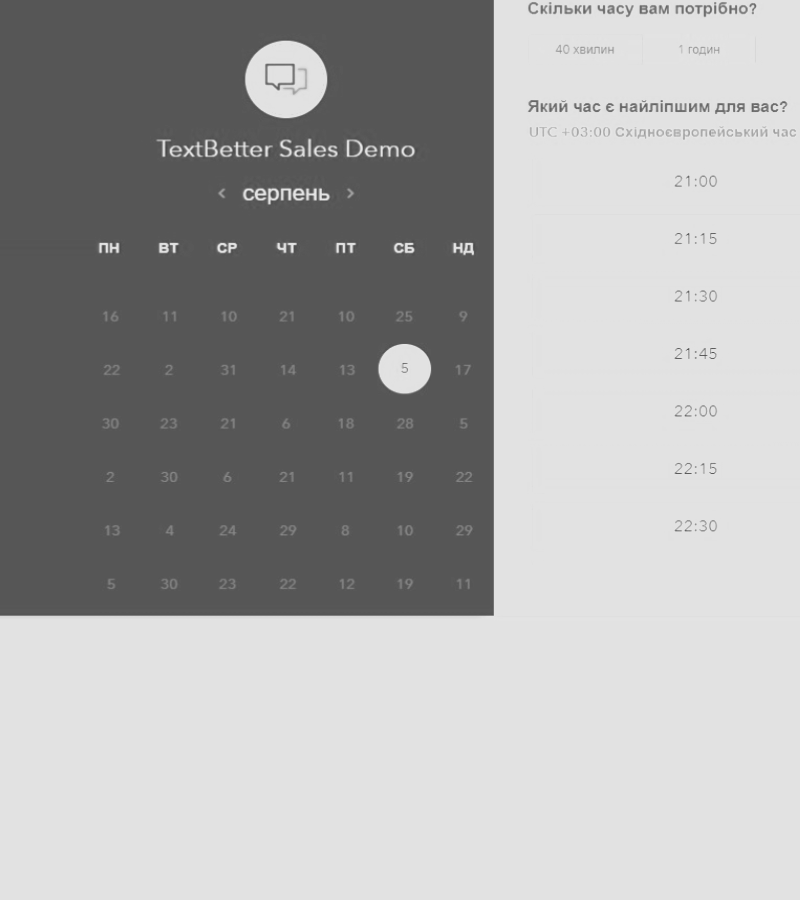 TextBetter Sales Demo
серпень
ПН ВТ СР ЧТ ПТ СБ НД
16 11 10 21 10 25 9
22 2 31 14 13 5 17
30 23 21 6 18 28 5
2 30 6 21 11 19 22
13 4 24 29 8 10 29
5 30 23 22 12 19 11
Скільки часу вам потрібно?
40 хвилин 1 годин
Який час є найліпшим для вас?
UTC +03:00 Східноєвропейський час
21:00
21:15
21:30
21:45
22:00
22:15
22:30